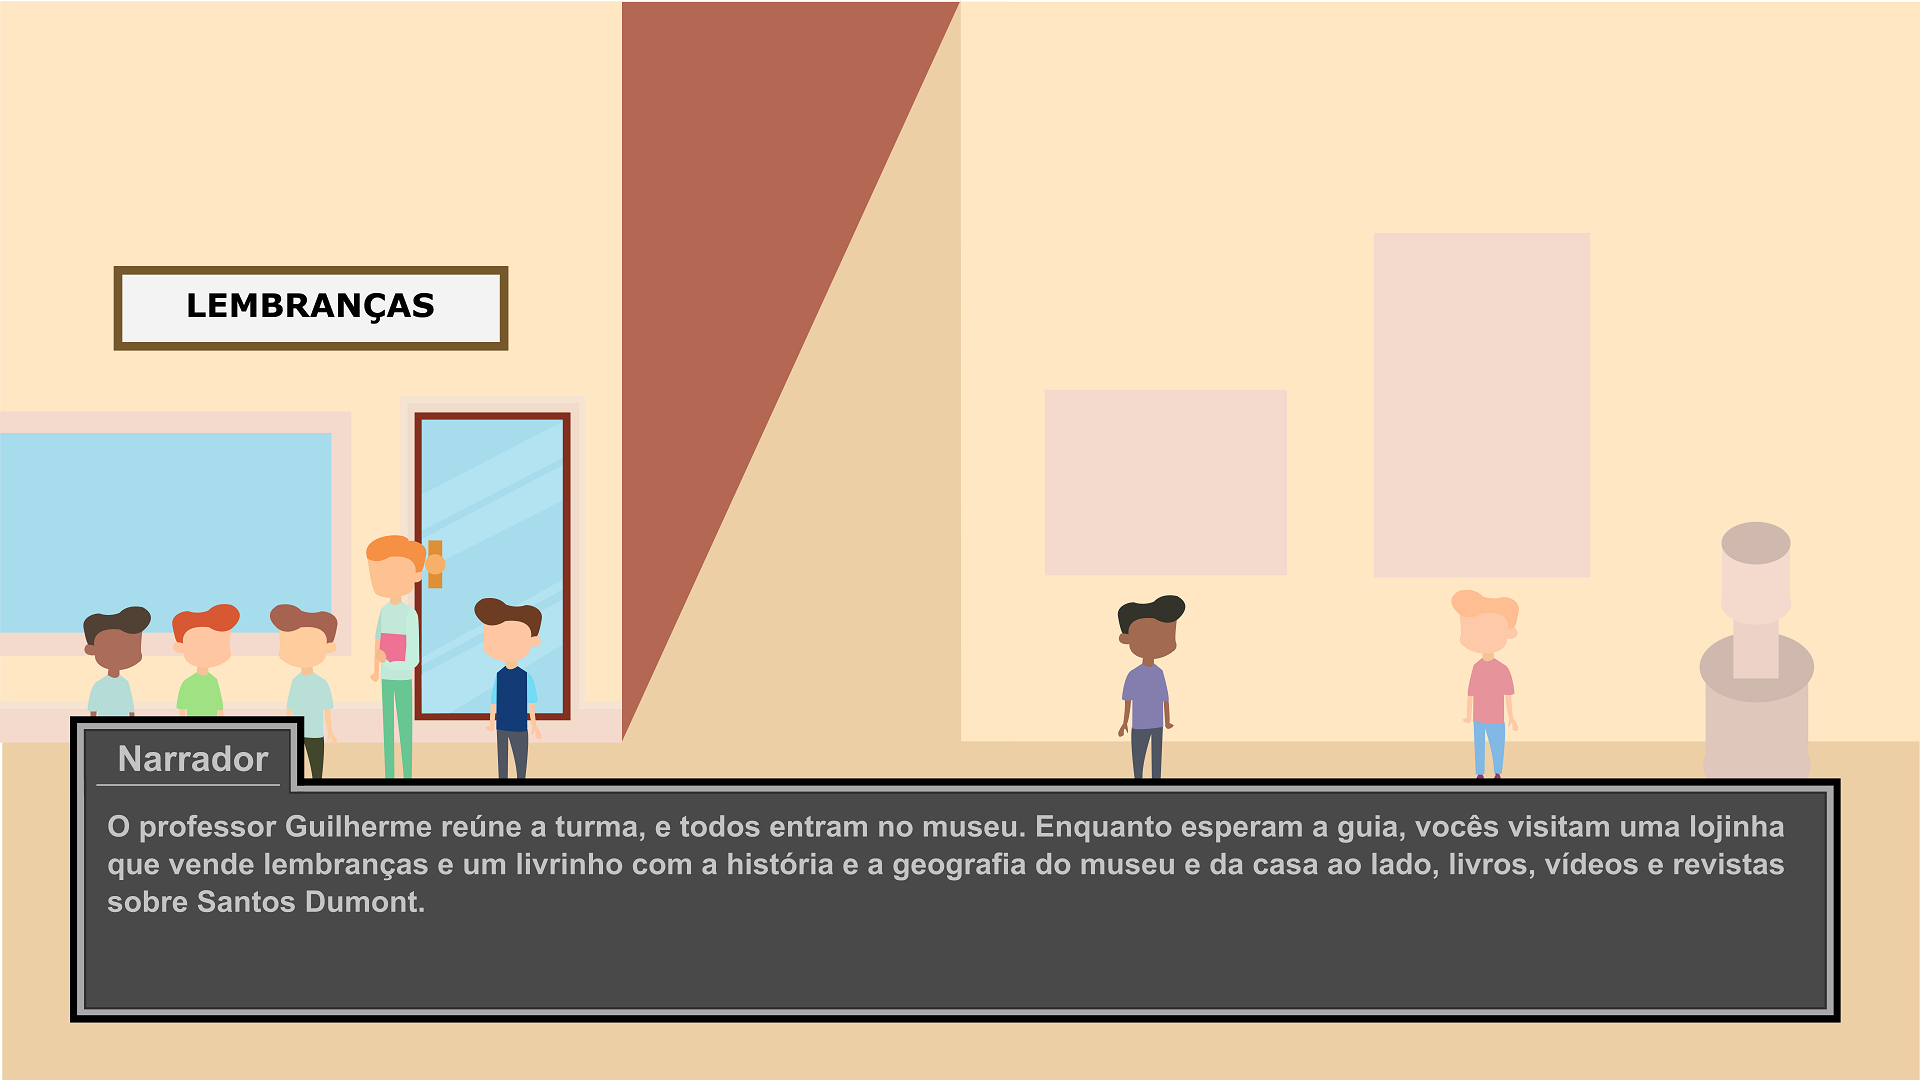 LEMBRANÇAS
Narrador
O professor Guilherme reúne a turma, e todos entram no museu. Enquanto esperam a guia, vocês visitam uma lojinha
que vende lembranças e um livrinho com a história e a geografia do museu e da casa ao lado, livros, vídeos e revistas
sobre Santos Dumont.